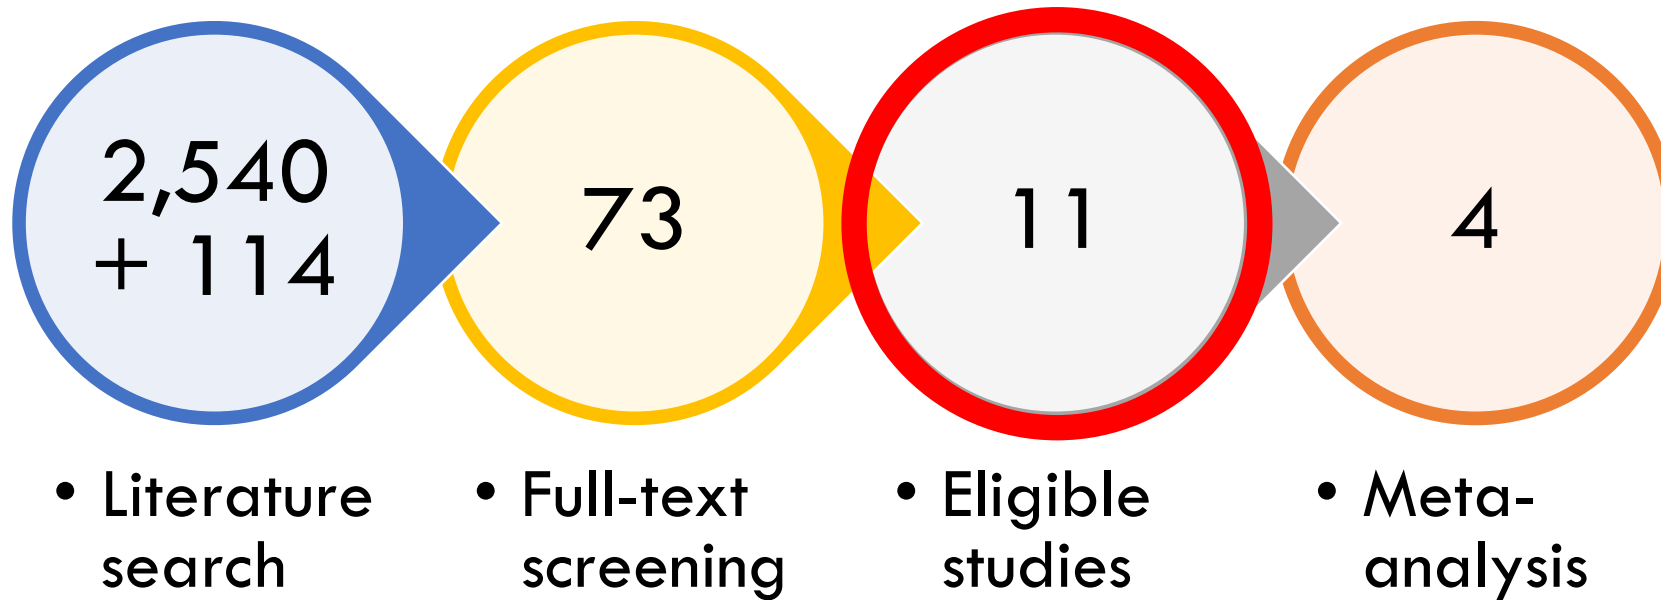 2,540
+ 114
73
11
4
• Literature
search
• Full-text
screening
• Eligible
studies
• Meta-
analysis